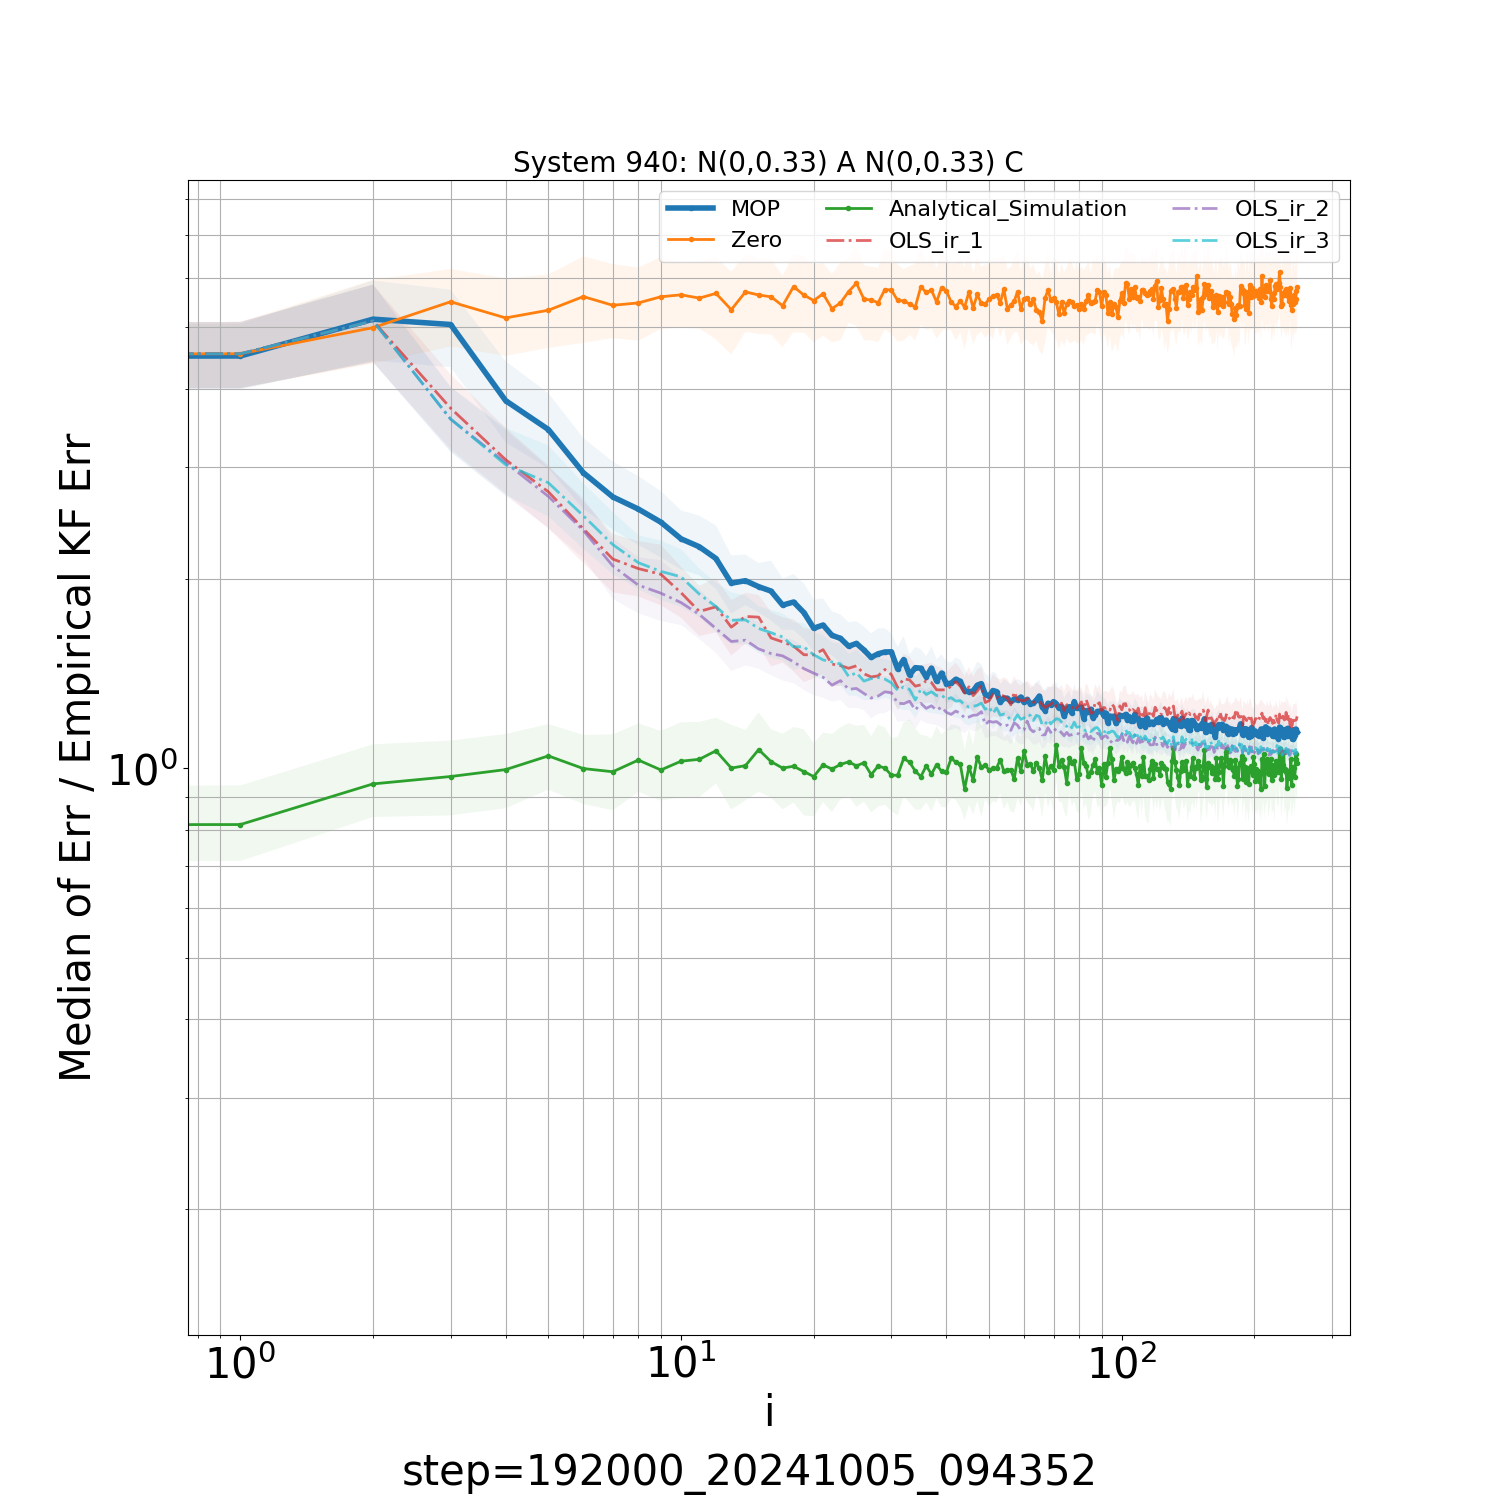 System 940: N(0,0.33) A N(0,0.33) C
MOP
Zero
Analytical_Simulation
OLS_ir_1
OLS_ir_2
OLS_ir_3
Median of Err / Empirical KF Err
10⁰
10⁰ 10¹ 10²
i
step=192000_20241005_094352